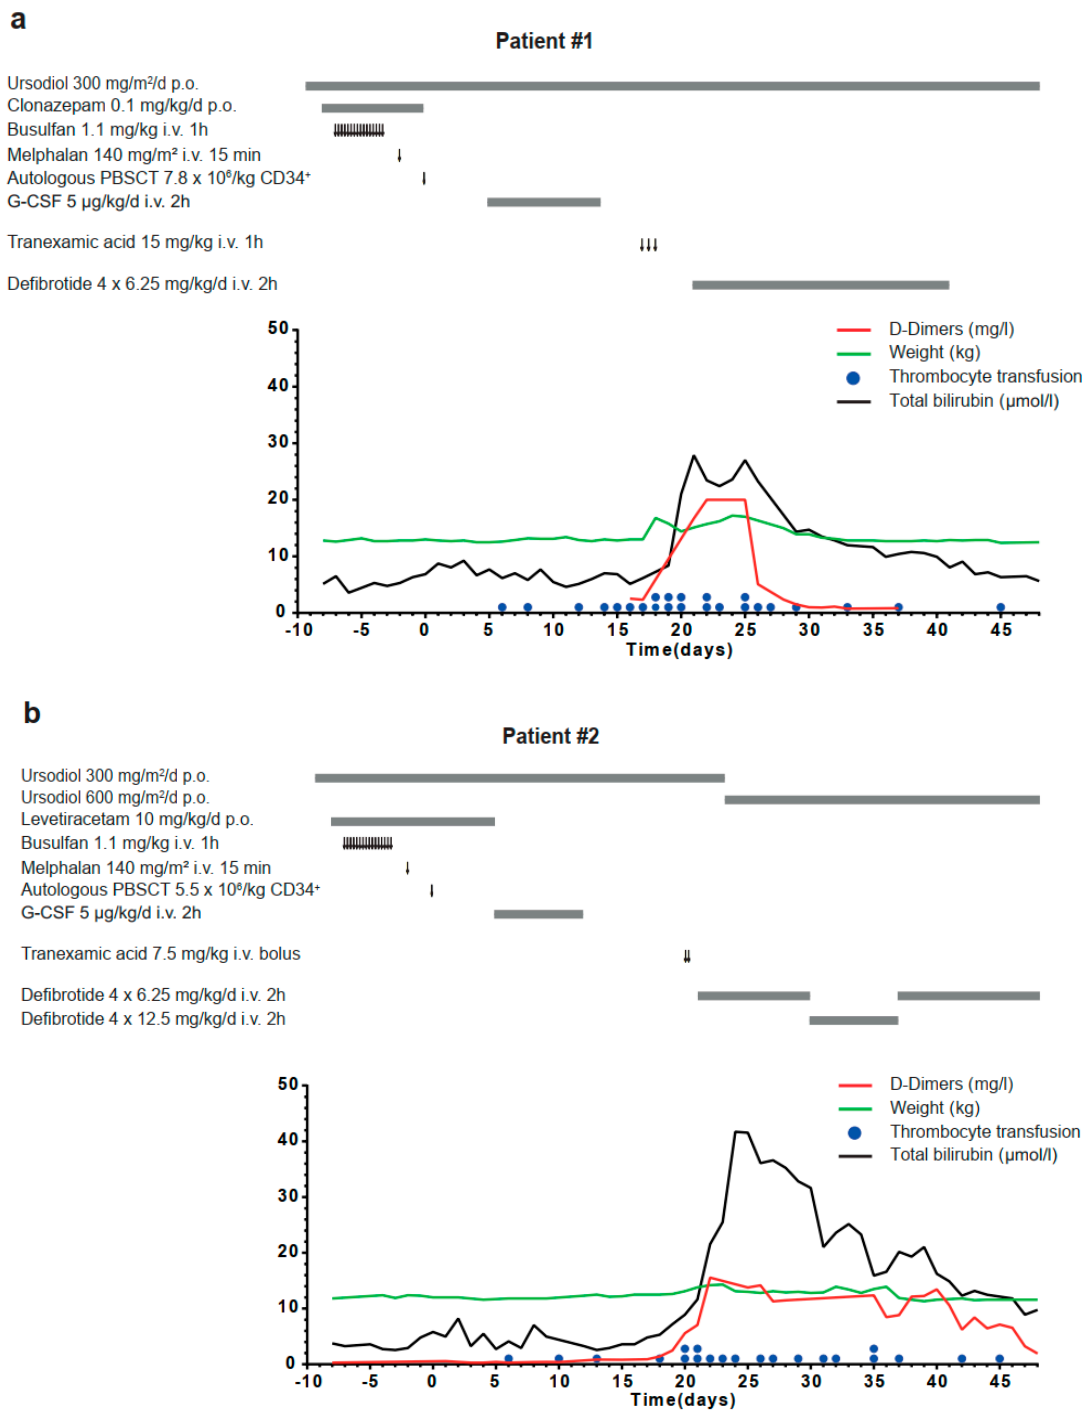 a
Patient #1
Ursodiol 300 mg/m²/d p.o.
Clonazepam 0.1 mg/kg/d p.o.
Busulfan 1.1 mg/kg i.v. 1h
Melphalan 140 mg/m² i.v. 15 min
Autologous PBSCT 7.8 x 10⁶/kg CD34⁺
G-CSF 5 µg/kg/d i.v. 2h
Tranexamic acid 15 mg/kg i.v. 1h
Defibrotide 4 x 6.25 mg/kg/d i.v. 2h
50
40
30
20
10
0
D-Dimers (mg/l)
Weight (kg)
Thrombocyte transfusion
Total bilirubin (µmol/l)
-10 -5 0 5 10 15 20 25 30 35 40 45
Time(days)
b
Patient #2
Ursodiol 300 mg/m²/d p.o.
Ursodiol 600 mg/m²/d p.o.
Levetiracetam 10 mg/kg/d p.o.
Busulfan 1.1 mg/kg i.v. 1h
Melphalan 140 mg/m² i.v. 15 min
Autologous PBSCT 5.5 x 10⁶/kg CD34⁺
G-CSF 5 µg/kg/d i.v. 2h
Tranexamic acid 7.5 mg/kg i.v. bolus
Defibrotide 4 x 6.25 mg/kg/d i.v. 2h
Defibrotide 4 x 12.5 mg/kg/d i.v. 2h
50
40
30
20
10
0
D-Dimers (mg/l)
Weight (kg)
Thrombocyte transfusion
Total bilirubin (µmol/l)
-10 -5 0 5 10 15 20 25 30 35 40 45
Time(days)